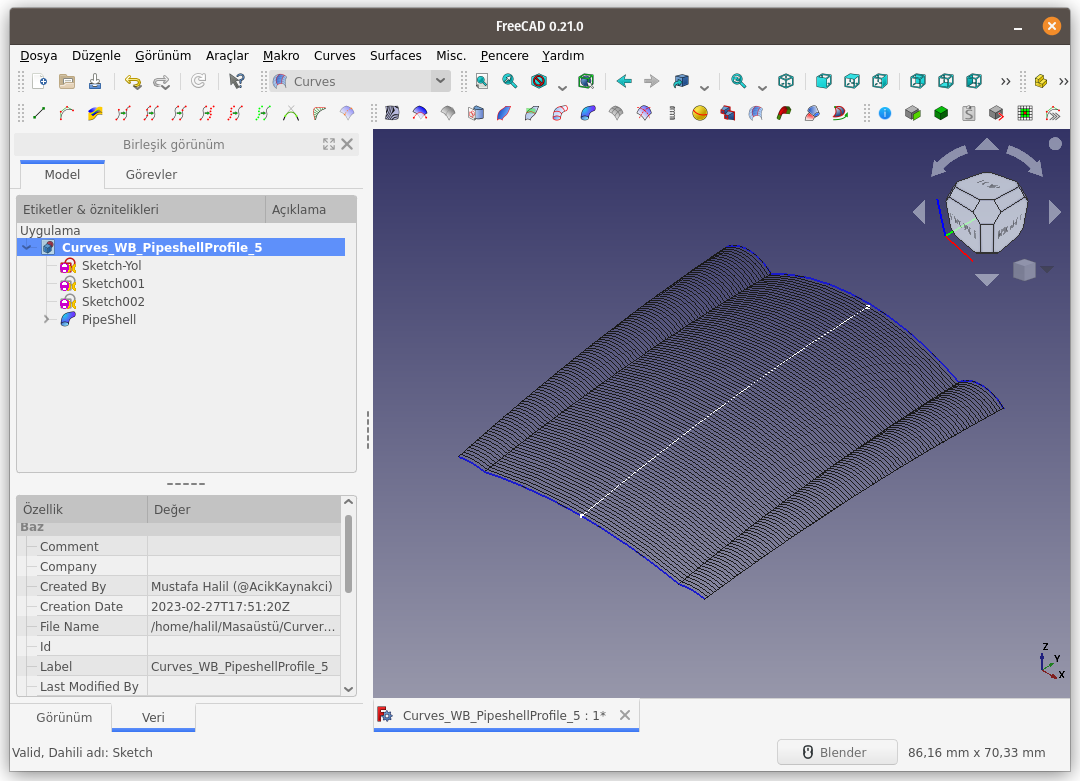 FreeCAD 0.21.0
Dosya Düzenle Görünüm Araçlar Makro Curves Surfaces Misc. Pencere Yardım
Curves
Birleşik görünüm
Model Görevler
Etiketler & öznitelikleri Açıklama
Uygulama
Curves_WB_PipeshellProfile_5
Sketch-Yol
Sketch001
Sketch002
PipeShell
Özellik Değer
Baz
Comment
Company
Created By Mustafa Halil (@AcikKaynakci)
Creation Date 2023-02-27T17:51:20Z
File Name /home/halil/Masaüstü/Curver...
Id
Label Curves_WB_PipeshellProfile_5
Last Modified By
Görünüm Veri
Z
Y
X
Curves_WB_PipeshellProfile_5 : 1*
Valid, Dahili adı: Sketch Blender 86,16 mm x 70,33 mm